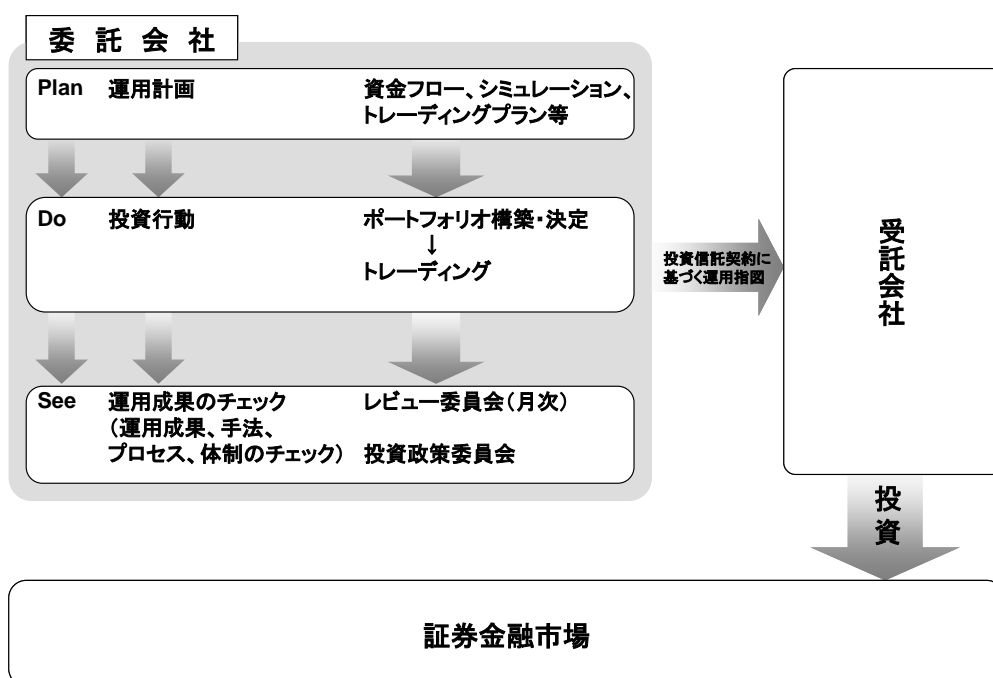 委託会社
Plan 運用計画 資金フロー、シミュレーション、
トレーディングプラン等
Do 投資行動 ポートフォリオ構築・決定
↓
トレーディング
See 運用成果のチェック レビュー委員会(月次)
(運用成果、手法、
プロセス、体制のチェック) 投資政策委員会
投資信託契約に
基づく運用指図
受託会社
投資
証券金融市場